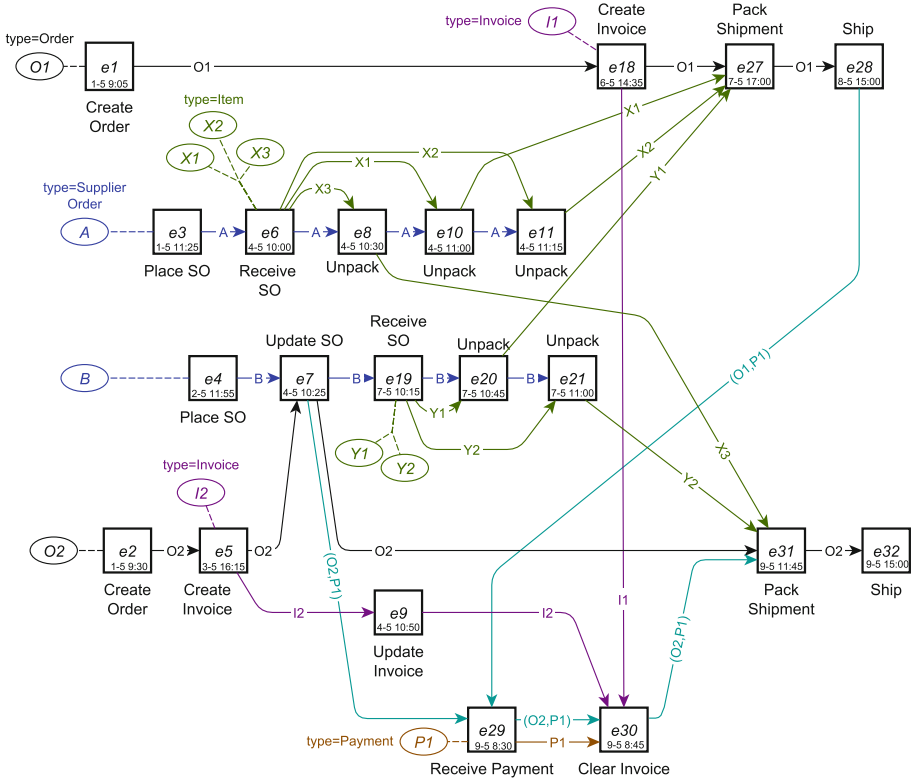 Create
Invoice
Pack
Shipment
Ship
type=Invoice
I1
type=Order
O1
e1
1-5 9:05
O1
e18
6-5 14:35
O1
e27
7-5 17:00
O1
e28
8-5 15:00
Create
Order
type=Item
X2
X1
X3
X1
X2
X1
X2
X3
Y1
type=Supplier
Order
A
e3
1-5 11:25
A
e6
4-5 10:00
A
e8
4-5 10:30
A
e10
4-5 11:00
A
e11
4-5 11:15
Place SO
Receive
SO
Unpack
Unpack
Unpack
Update SO
Receive
SO
Unpack
Unpack
B
e4
2-5 11:55
B
e7
4-5 10:25
B
e19
7-5 10:15
B
e20
7-5 10:45
B
e21
7-5 11:00
(O1,P1)
Place SO
Y1
Y2
Y1
Y2
X3
Y2
type=Invoice
I2
O2
e2
1-5 9:30
O2
e5
3-5 16:15
O2
O2
e31
9-5 11:45
O2
e32
9-5 15:00
Create
Order
Create
Invoice
(O2,P1)
Pack
Shipment
Ship
I2
e9
4-5 10:50
I2
I1
(O2,P1)
Update
Invoice
type=Payment
P1
e29
9-5 8:30
(O2,P1)
P1
e30
9-5 8:45
Receive Payment
Clear Invoice